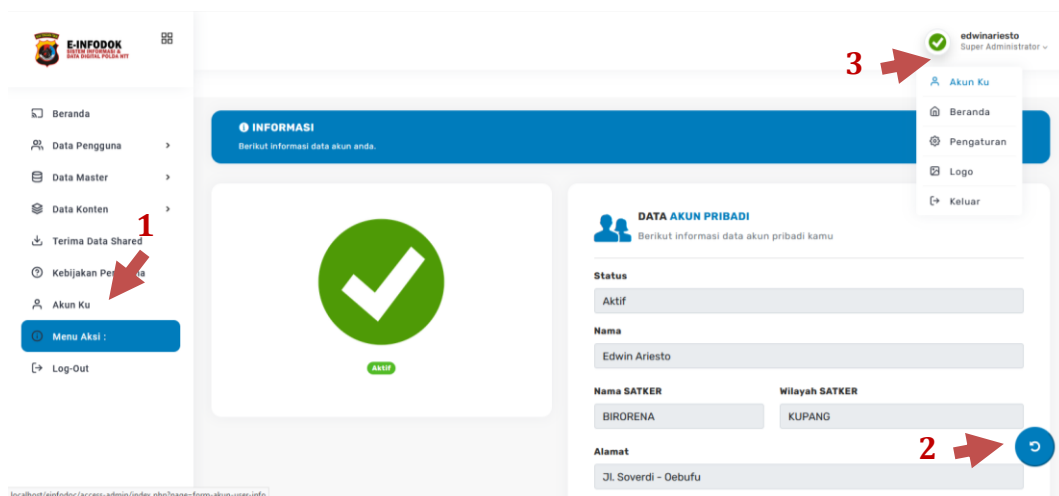 E-INFODOK
SISTEM INFORMASI &
DATA DIGITAL POLDA NTT
edwinariesto
Super Administrator
3
Akun Ku
Beranda
Pengaturan
Logo
Keluar
Beranda
Data Pengguna
Data Master
Data Konten
1
Terima Data Shared
Kebijakan
Akun Ku
Menu Aksi :
Log-Out
INFORMASI
Berikut informasi data akun anda.
Aktif
DATA AKUN PRIBADI
Berikut informasi data akun pribadi kamu
Status
Aktif
Nama
Edwin Ariesto
Nama SATKER
Wilayah SATKER
BIRORENA
KUPANG
2
Alamat
Jl. Soverdi - Oebufu
localhost/einfodoc/access-admin/index.php?page=form-akun-user-info